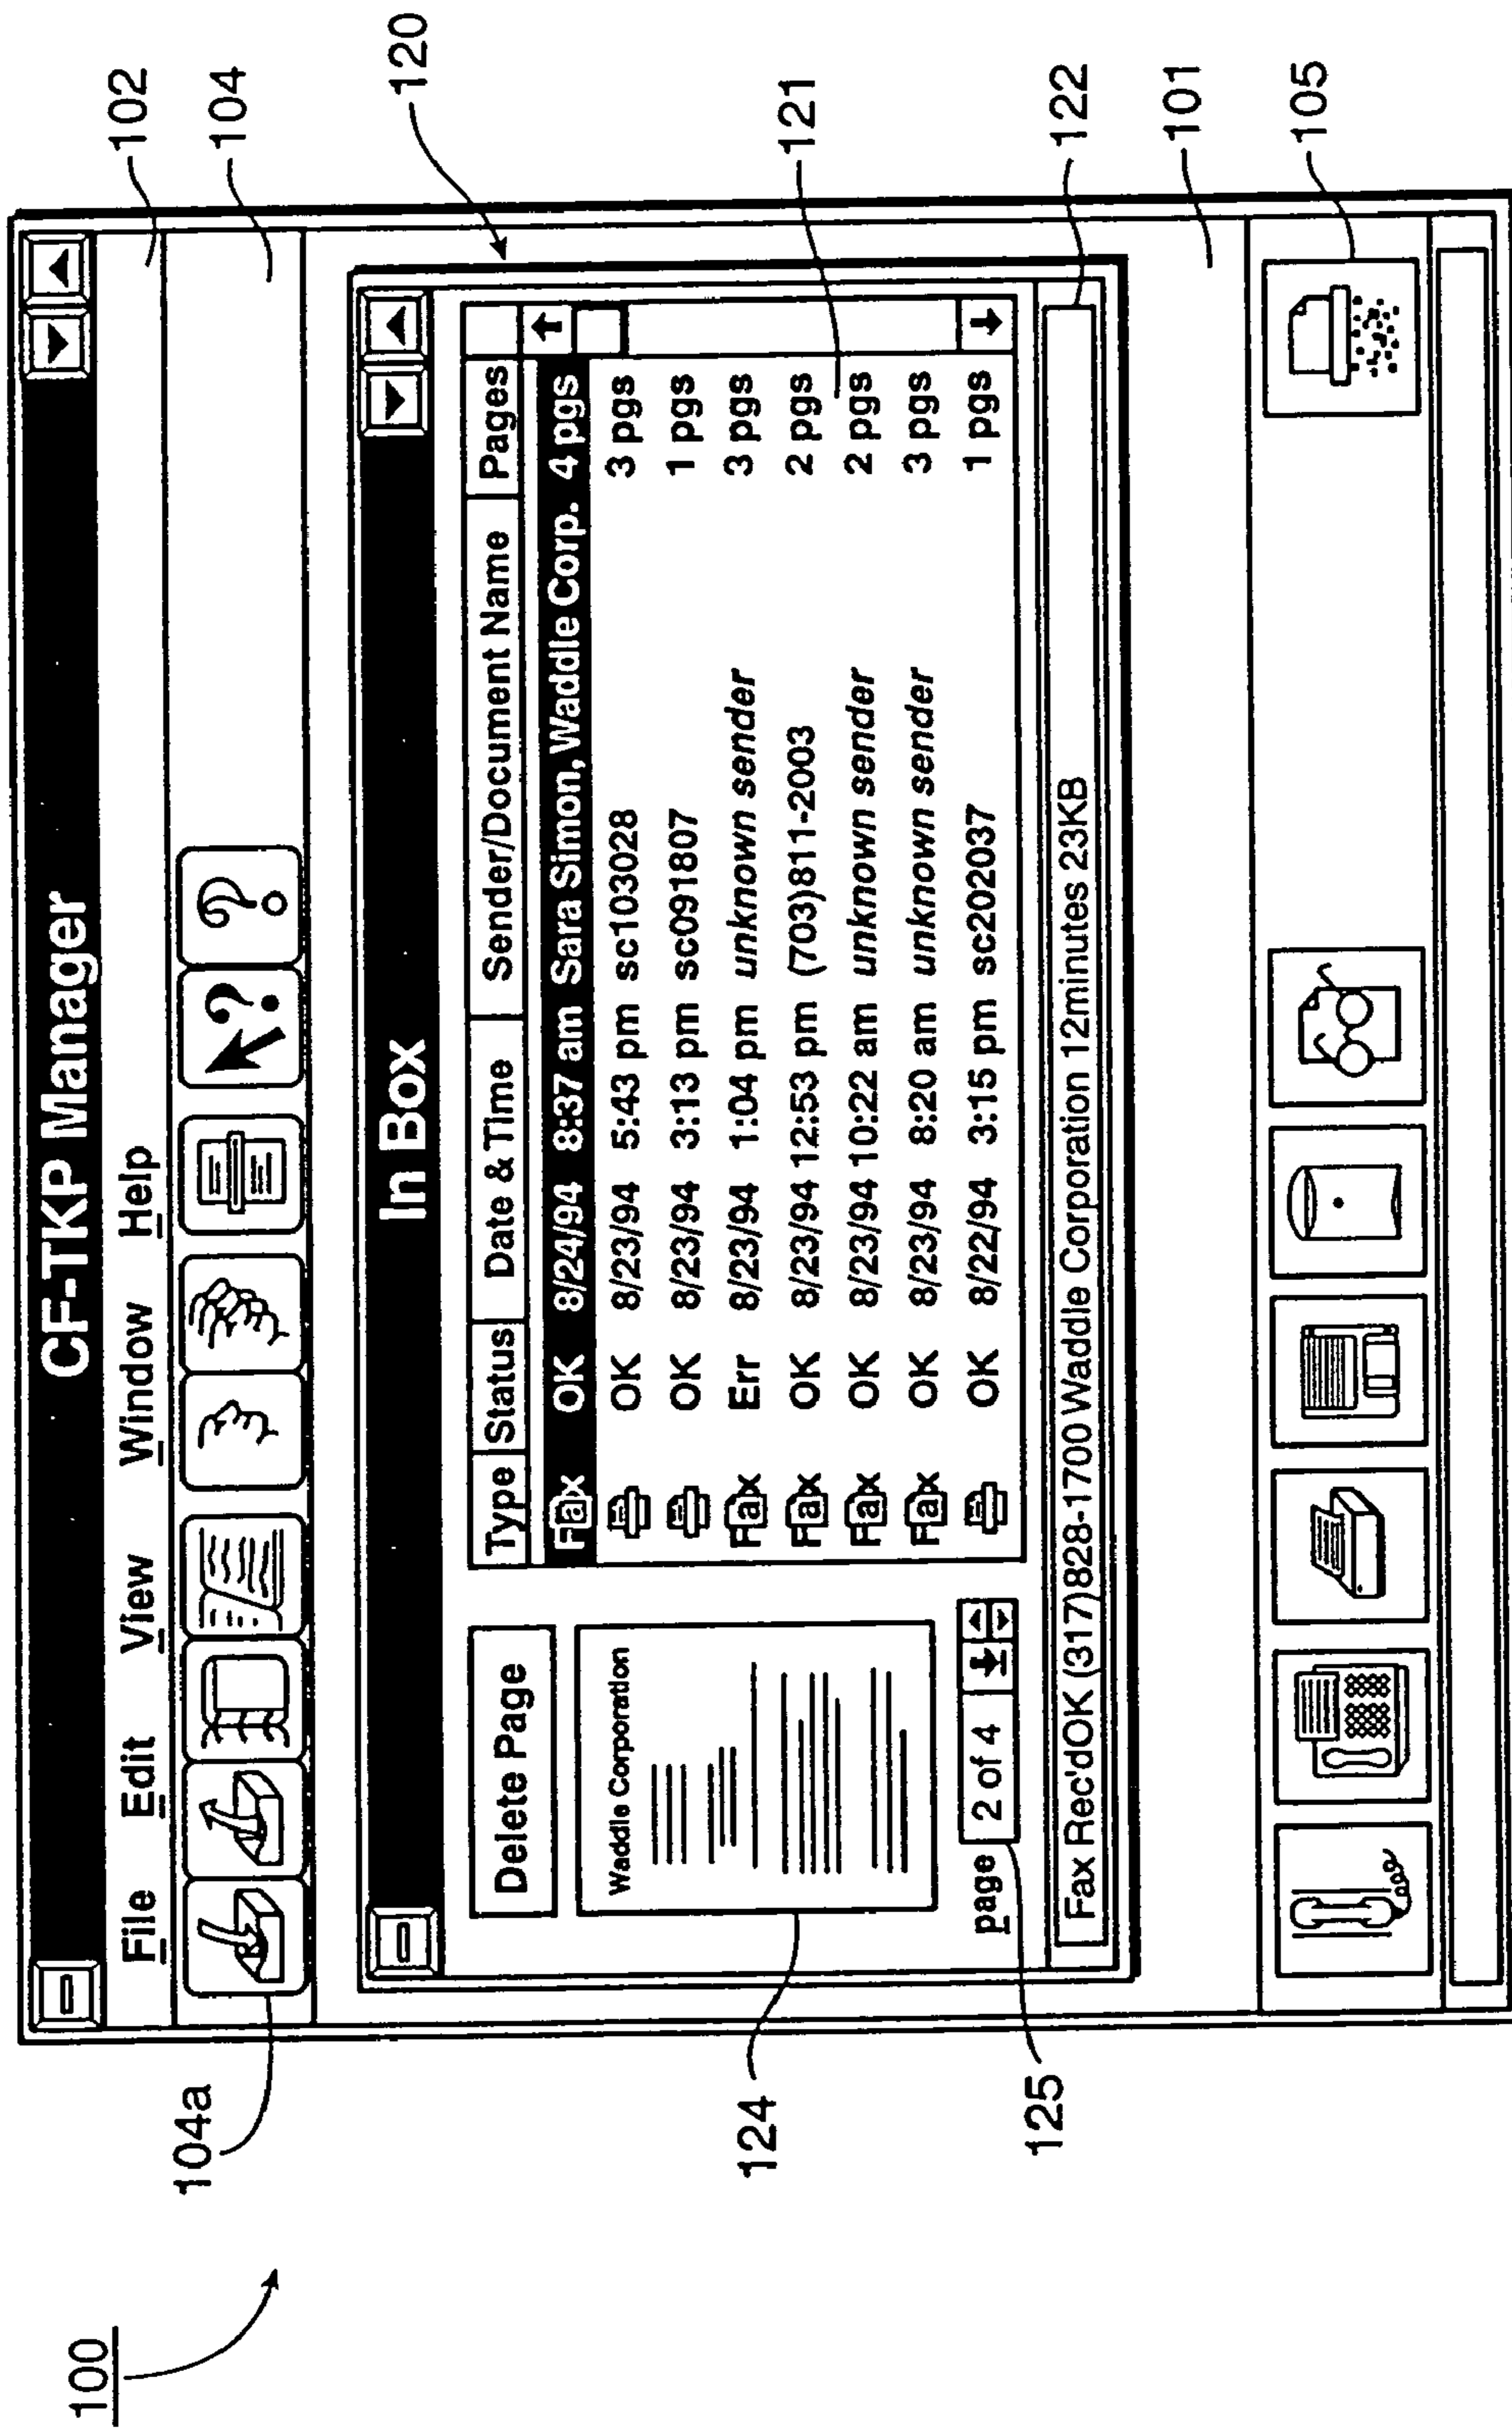 100
CF-TKP Manager
File Edit View Window Help
102
104a
104
? ?
120
In Box
Delete Page
Type Status Date & Time Sender/Document Name Pages
Fax OK 8/24/94 8:37 am Sara Simon, Waddle Corp. 4 pgs
OK 8/23/94 5:43 pm sc103028 3 pgs
OK 8/23/94 3:13 pm sc091807 1 pgs
Fax Err 8/23/94 1:04 pm unknown sender 3 pgs
Fax OK 8/23/94 12:53 pm (703)811-2003 2 pgs
Fax OK 8/23/94 10:22 am unknown sender 2 pgs
Fax OK 8/23/94 8:20 am unknown sender 3 pgs
OK 8/22/94 3:15 pm sc202037 1 pgs
Waddle Corporation
121
124
page 2 of 4
125
Fax Rec'dOK (317)828-1700 Waddle Corporation 12minutes 23KB
122
101
105